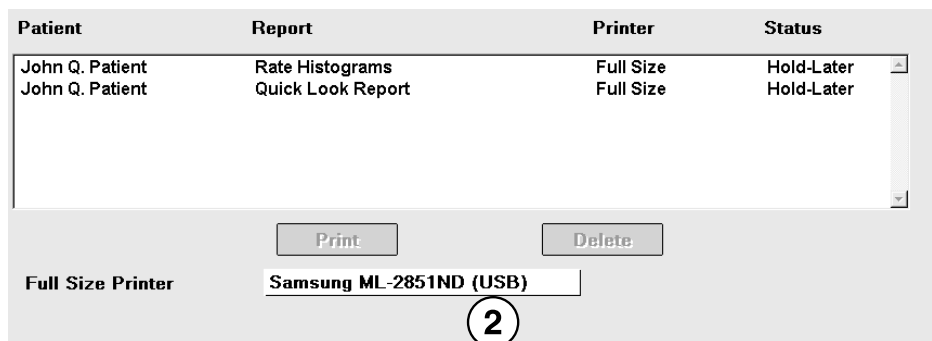 Patient Report Printer Status
John Q. Patient Rate Histograms Full Size Hold-Later
John Q. Patient Quick Look Report Full Size Hold-Later
Print Delete
Full Size Printer Samsung ML-2851ND (USB)
2